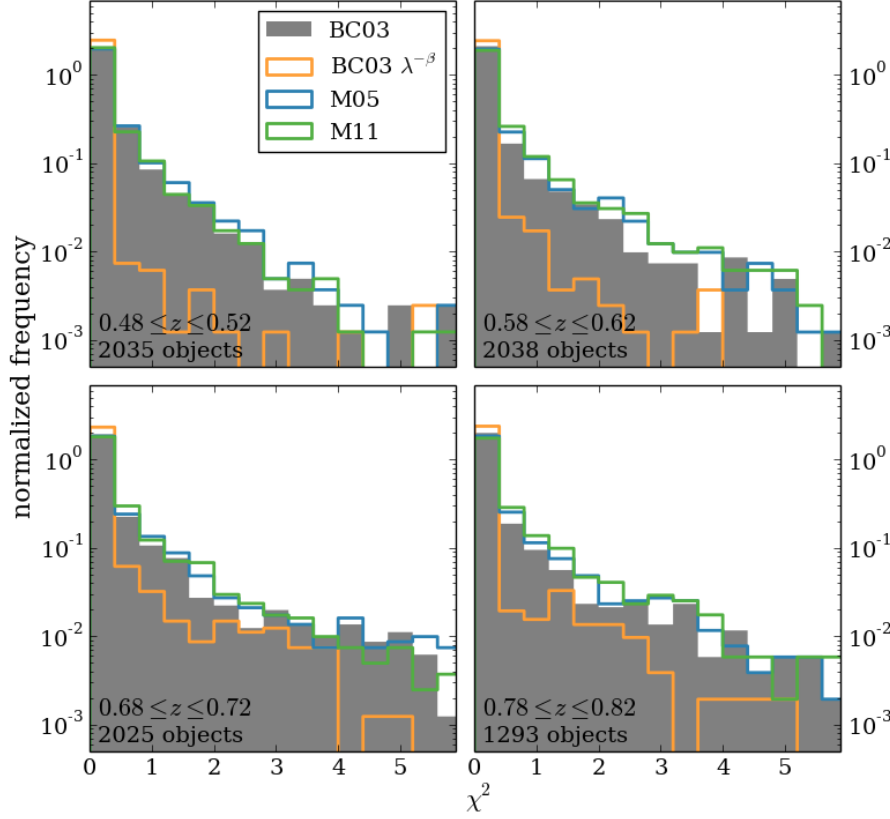 BC03
BC03 λ^{-β}
M05
M11
10^0
10^{-1}
10^{-2}
10^{-3}
0.48 ≤z≤0.52
2035 objects
0.58 ≤z≤0.62
2038 objects
10^0
10^{-1}
10^{-2}
10^{-3}
normalized frequency
10^0
10^{-1}
10^{-2}
10^{-3}
0.68 ≤z≤0.72
2025 objects
0.78 ≤z≤0.82
1293 objects
10^0
10^{-1}
10^{-2}
10^{-3}
0 1 2 3 4 5
0 1 2 3 4 5
χ^2